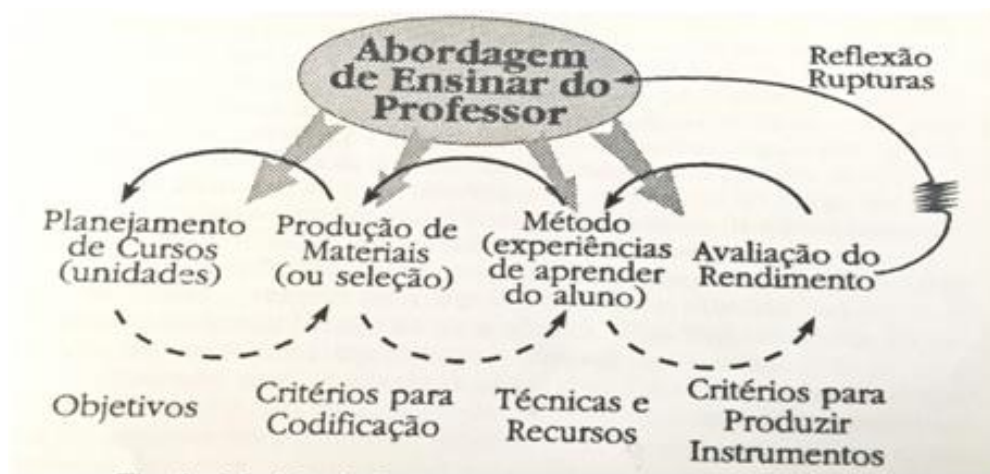 Abordagem
de Ensinar do
Professor
Reflexão
Rupturas
Planejamento
de Cursos
(unidades)
Produção de
Materiais
(ou seleção)
Método
(experiências
de aprender
do aluno)
Avaliação do
Rendimento
Objetivos
Critérios para
Codificação
Técnicas e
Recursos
Critérios para
Produzir
Instrumentos